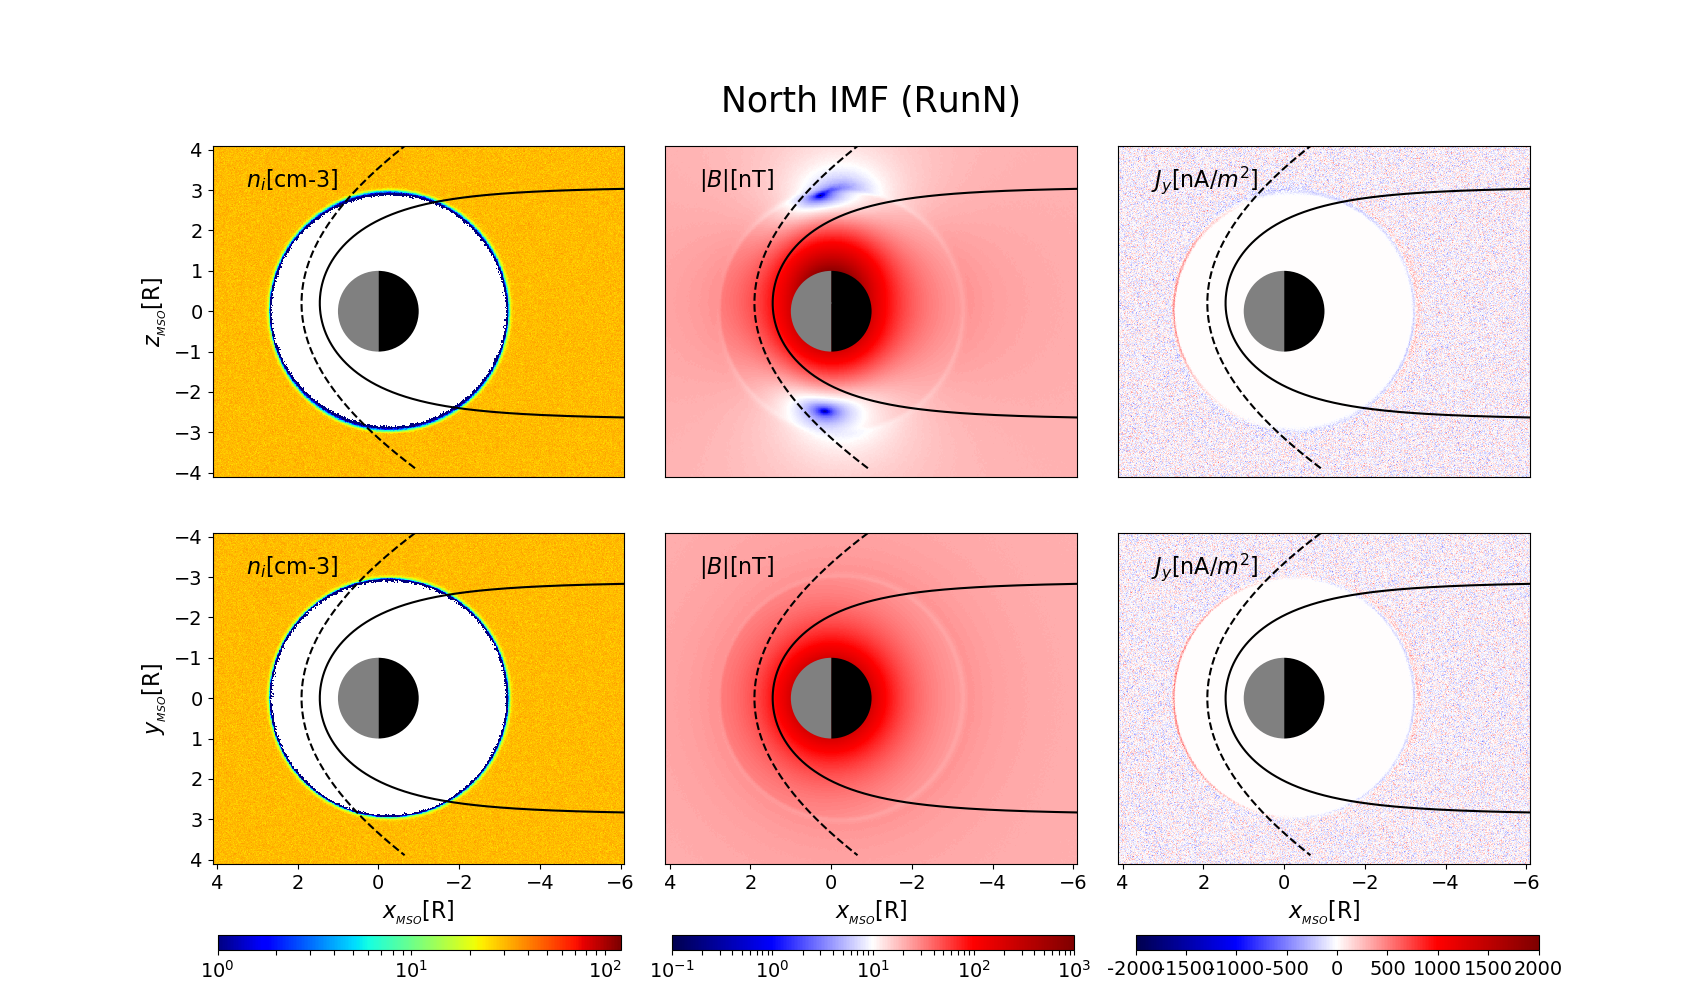 North IMF (RunN)
n_i[cm-3]
|B|[nT]
J_y[nA/m^2]
4
3
2
1
0
−1
−2
−3
−4
z_MSO[R]
n_i[cm-3]
|B|[nT]
J_y[nA/m^2]
−4
−3
−2
−1
0
1
2
3
4
y_MSO[R]
4 2 0 −2 −4 −6
4 2 0 −2 −4 −6
4 2 0 −2 −4 −6
x_MSO[R]
x_MSO[R]
x_MSO[R]
10^0 10^1 10^2
10^−1 10^0 10^1 10^2 10^3
-2000 -1500 -1000 -500 0 500 1000 1500 2000